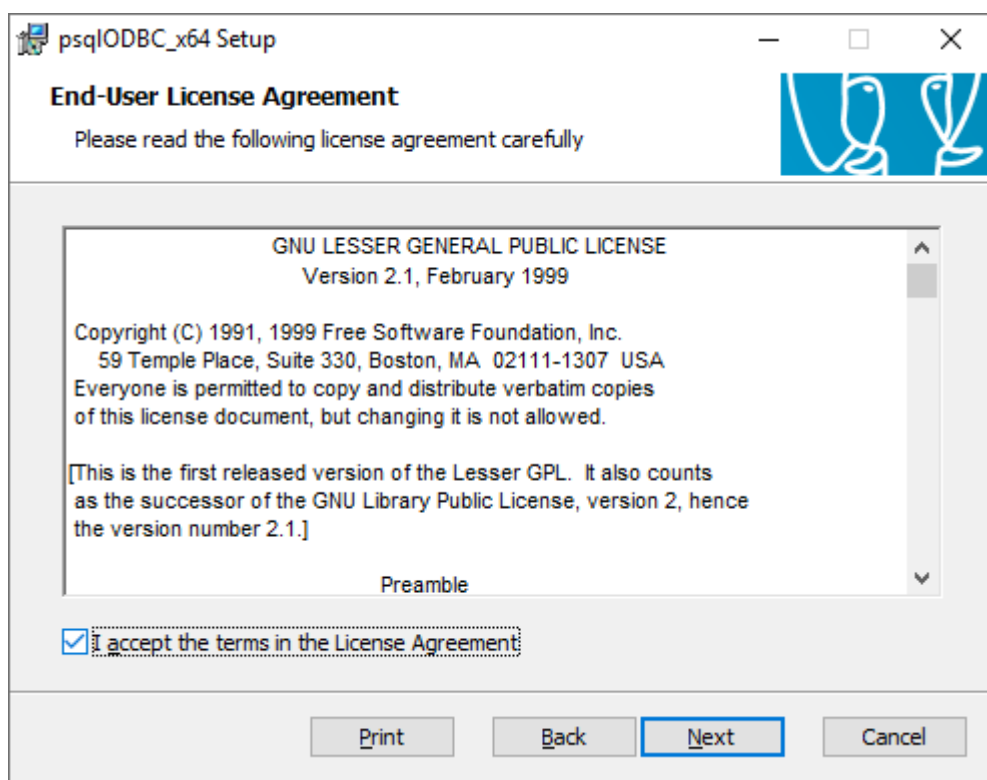 psqlODBC_x64 Setup
End-User License Agreement
Please read the following license agreement carefully
GNU LESSER GENERAL PUBLIC LICENSE
Version 2.1, February 1999
Copyright (C) 1991, 1999 Free Software Foundation, Inc.
59 Temple Place, Suite 330, Boston, MA  02111-1307  USA
Everyone is permitted to copy and distribute verbatim copies
of this license document, but changing it is not allowed.
[This is the first released version of the Lesser GPL.  It also counts
as the successor of the GNU Library Public License, version 2, hence
the version number 2.1.]
Preamble
I accept the terms in the License Agreement
Print Back Next Cancel